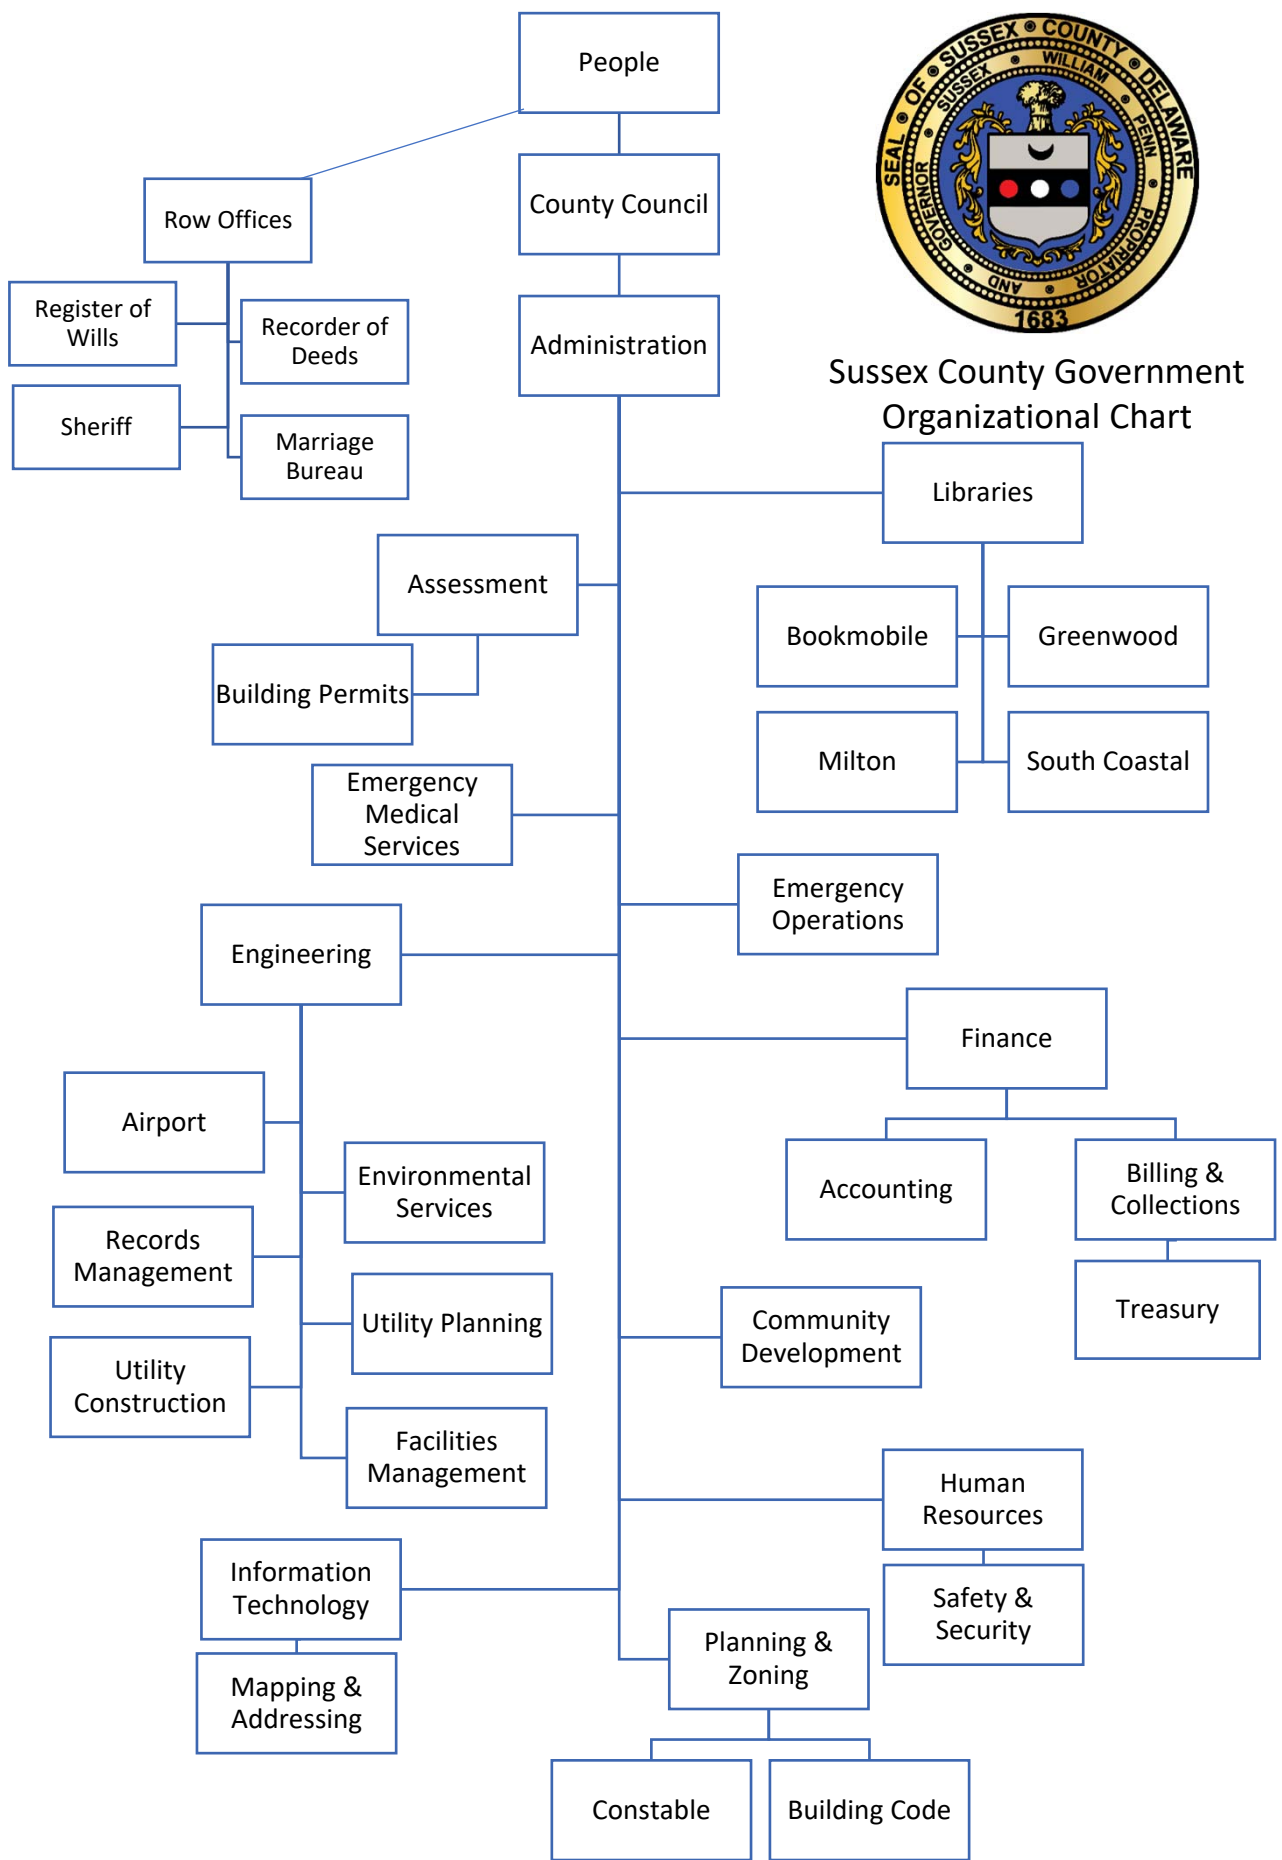 People
SEAL • OF • SUSSEX • COUNTY • DELAWARE
GOVERNOR • SUSSEX • WILLIAM • PENN • PROPRIATOR • AND
1683
County Council
Row Offices
Register of
Wills
Recorder of
Deeds
Administration
Sussex County Government
Organizational Chart
Sheriff
Marriage
Bureau
Libraries
Assessment
Bookmobile
Greenwood
Building Permits
Milton
South Coastal
Emergency
Medical
Services
Emergency
Operations
Engineering
Finance
Airport
Environmental
Services
Accounting
Billing &
Collections
Records
Management
Utility Planning
Community
Development
Treasury
Utility
Construction
Facilities
Management
Human
Resources
Information
Technology
Safety &
Security
Planning &
Zoning
Mapping &
Addressing
Constable
Building Code